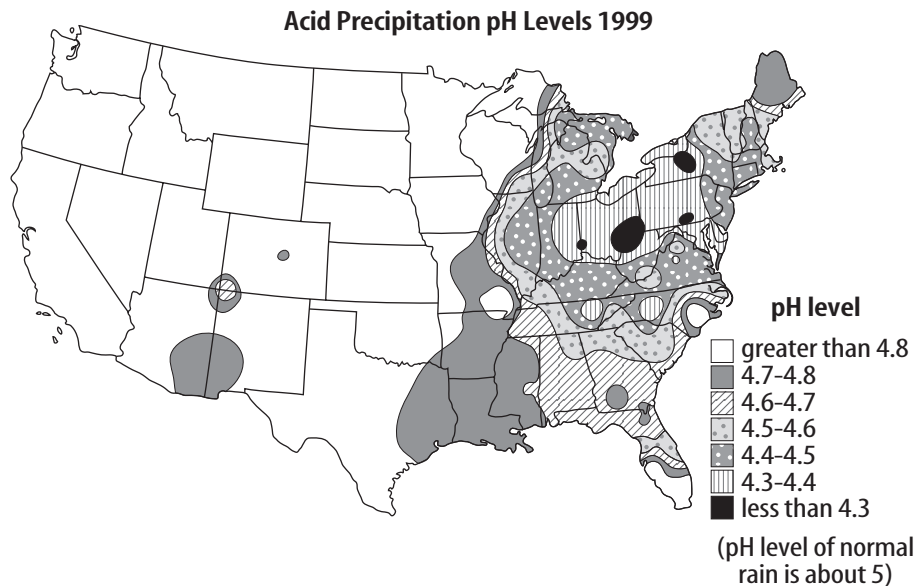 Acid Precipitation pH Levels 1999
pH level
greater than 4.8
4.7–4.8
4.6–4.7
4.5–4.6
4.4–4.5
4.3–4.4
less than 4.3
(pH level of normal
rain is about 5)